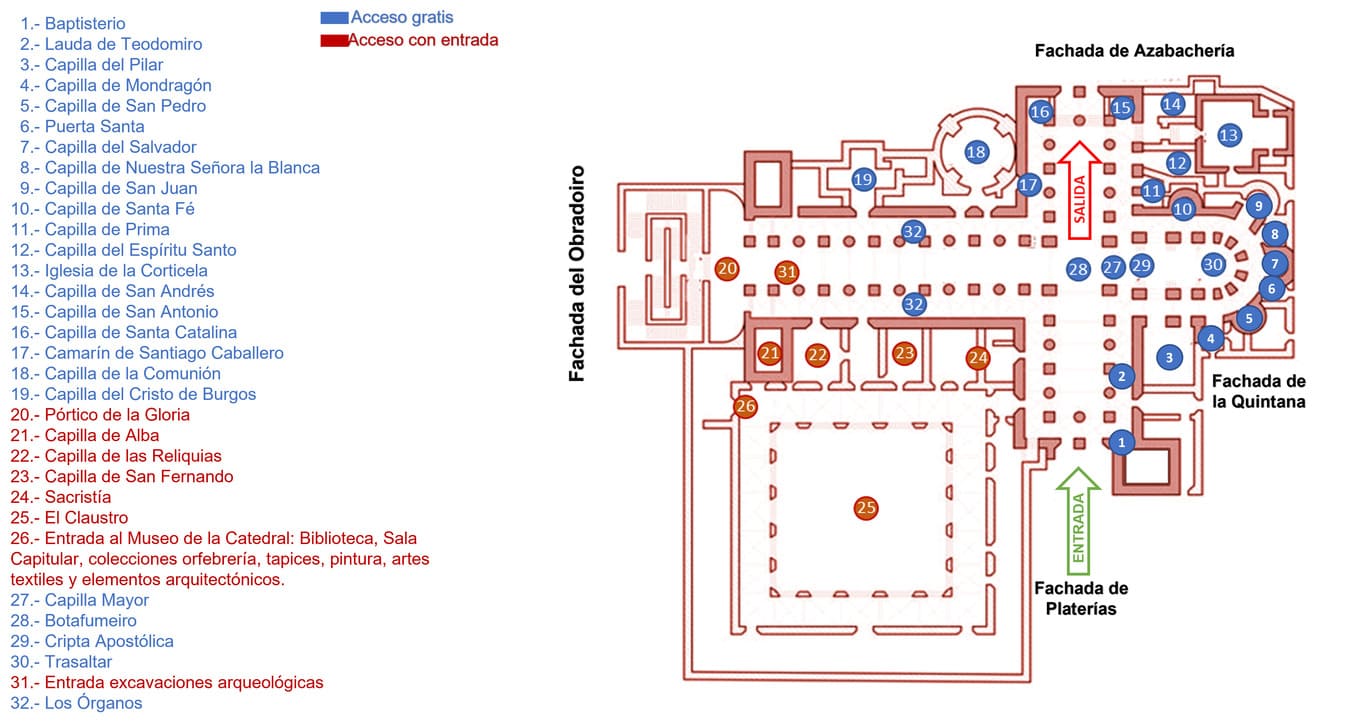 1.- Baptisterio
2.- Lauda de Teodomiro
3.- Capilla del Pilar
4.- Capilla de Mondragón
5.- Capilla de San Pedro
6.- Puerta Santa
7.- Capilla del Salvador
8.- Capilla de Nuestra Señora la Blanca
9.- Capilla de San Juan
10.- Capilla de Santa Fé
11.- Capilla de Prima
12.- Capilla del Espíritu Santo
13.- Iglesia de la Corticela
14.- Capilla de San Andrés
15.- Capilla de San Antonio
16.- Capilla de Santa Catalina
17.- Camarín de Santiago Caballero
18.- Capilla de la Comunión
19.- Capilla del Cristo de Burgos
20.- Pórtico de la Gloria
21.- Capilla de Alba
22.- Capilla de las Reliquias
23.- Capilla de San Fernando
24.- Sacristía
25.- El Claustro
26.- Entrada al Museo de la Catedral: Biblioteca, Sala
Capitular, colecciones orfebrería, tapices, pintura, artes
textiles y elementos arquitectónicos.
27.- Capilla Mayor
28.- Botafumeiro
29.- Cripta Apostólica
30.- Trasaltar
31.- Entrada excavaciones arqueológicas
32.- Los Órganos
Acceso gratis
Acceso con entrada
Fachada de Azabachería
16
15
14
13
18
12
19
17
11
10
9
SALIDA
32
8
20
31
28
27
29
30
7
6
32
5
4
21
22
23
24
3
2
Fachada del Obradoiro
Fachada de
la Quintana
26
1
25
ENTRADA
Fachada de
Platerías